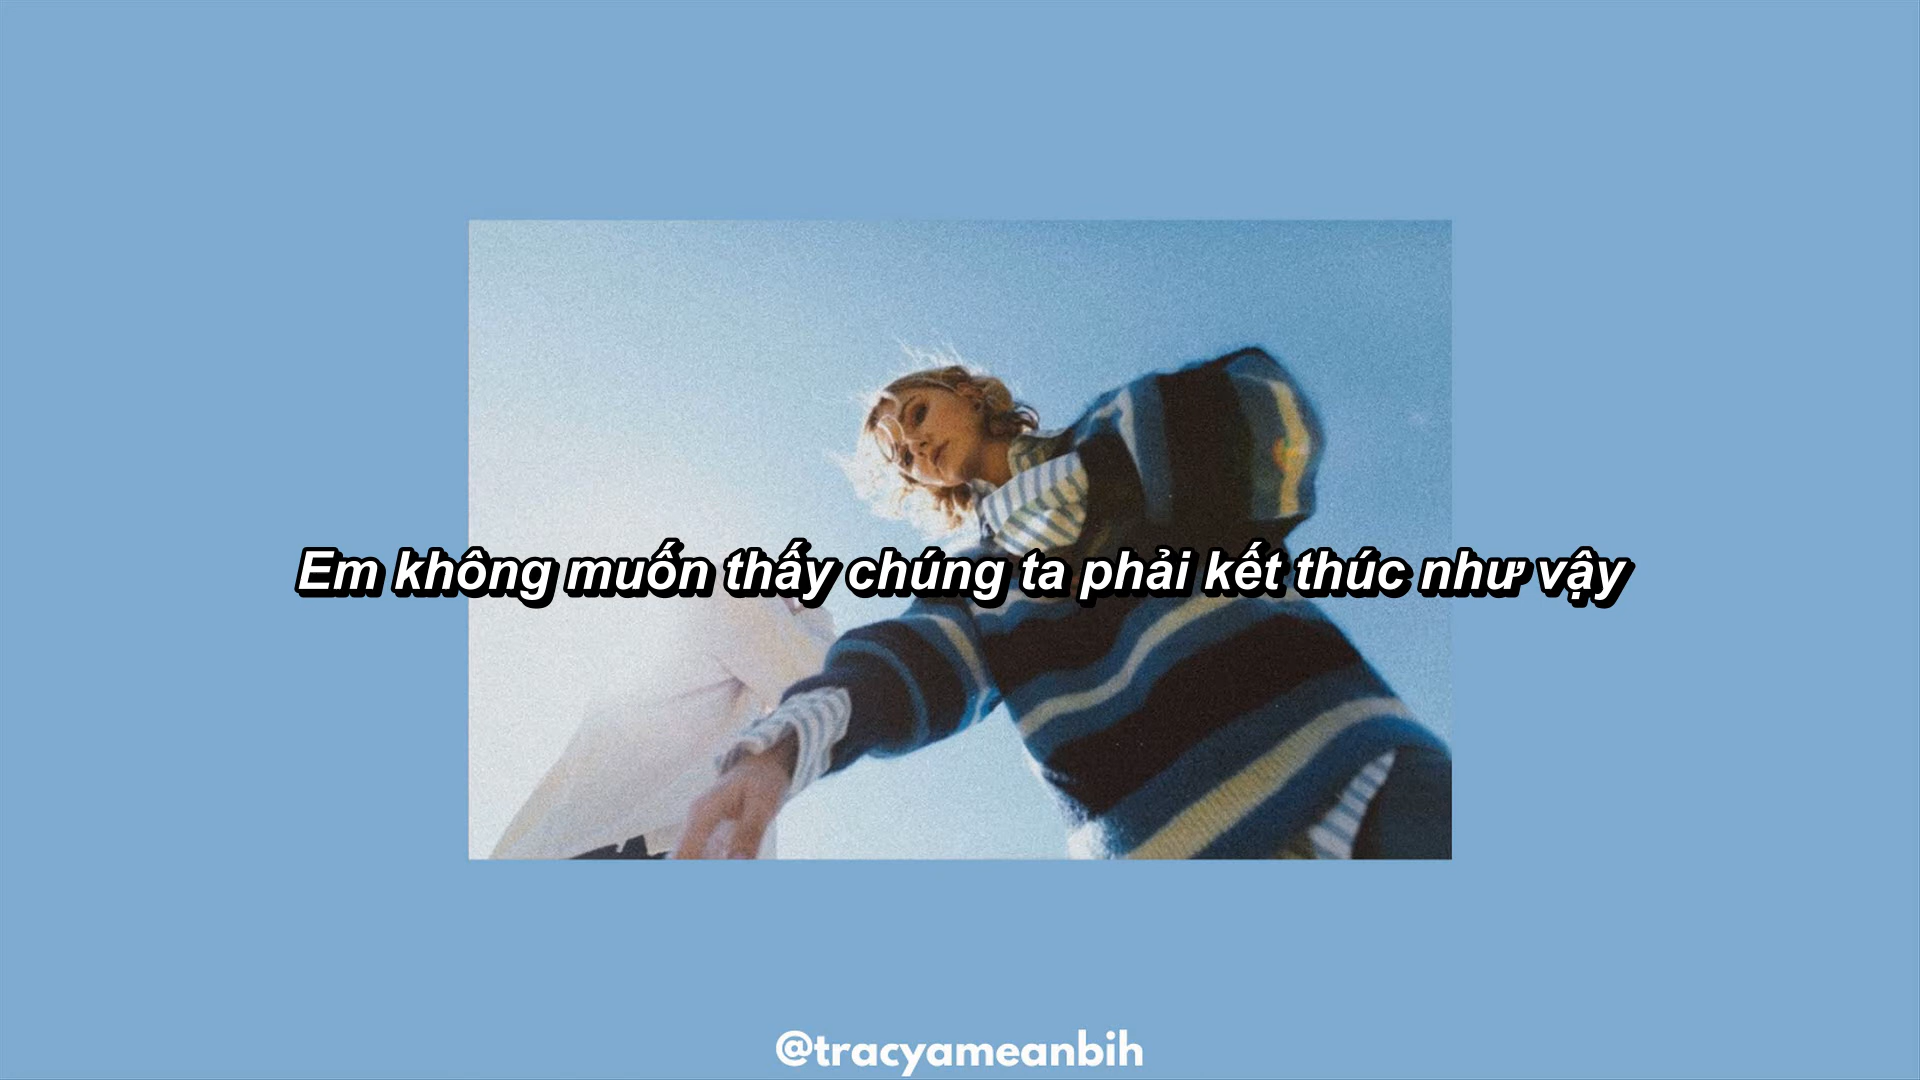 Em không muốn thấy chúng ta phải kết thúc như vậy
@tracyameanbih